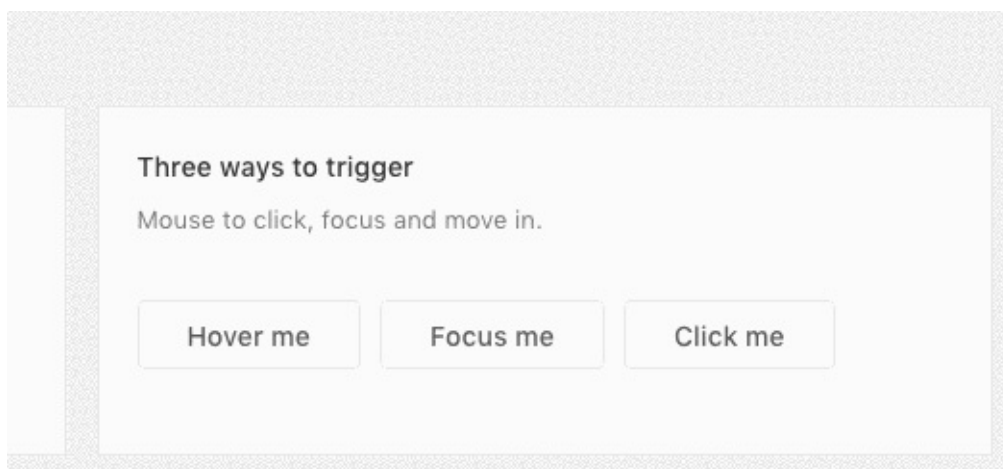 Three ways to trigger
Mouse to click, focus and move in.
Hover me Focus me Click me